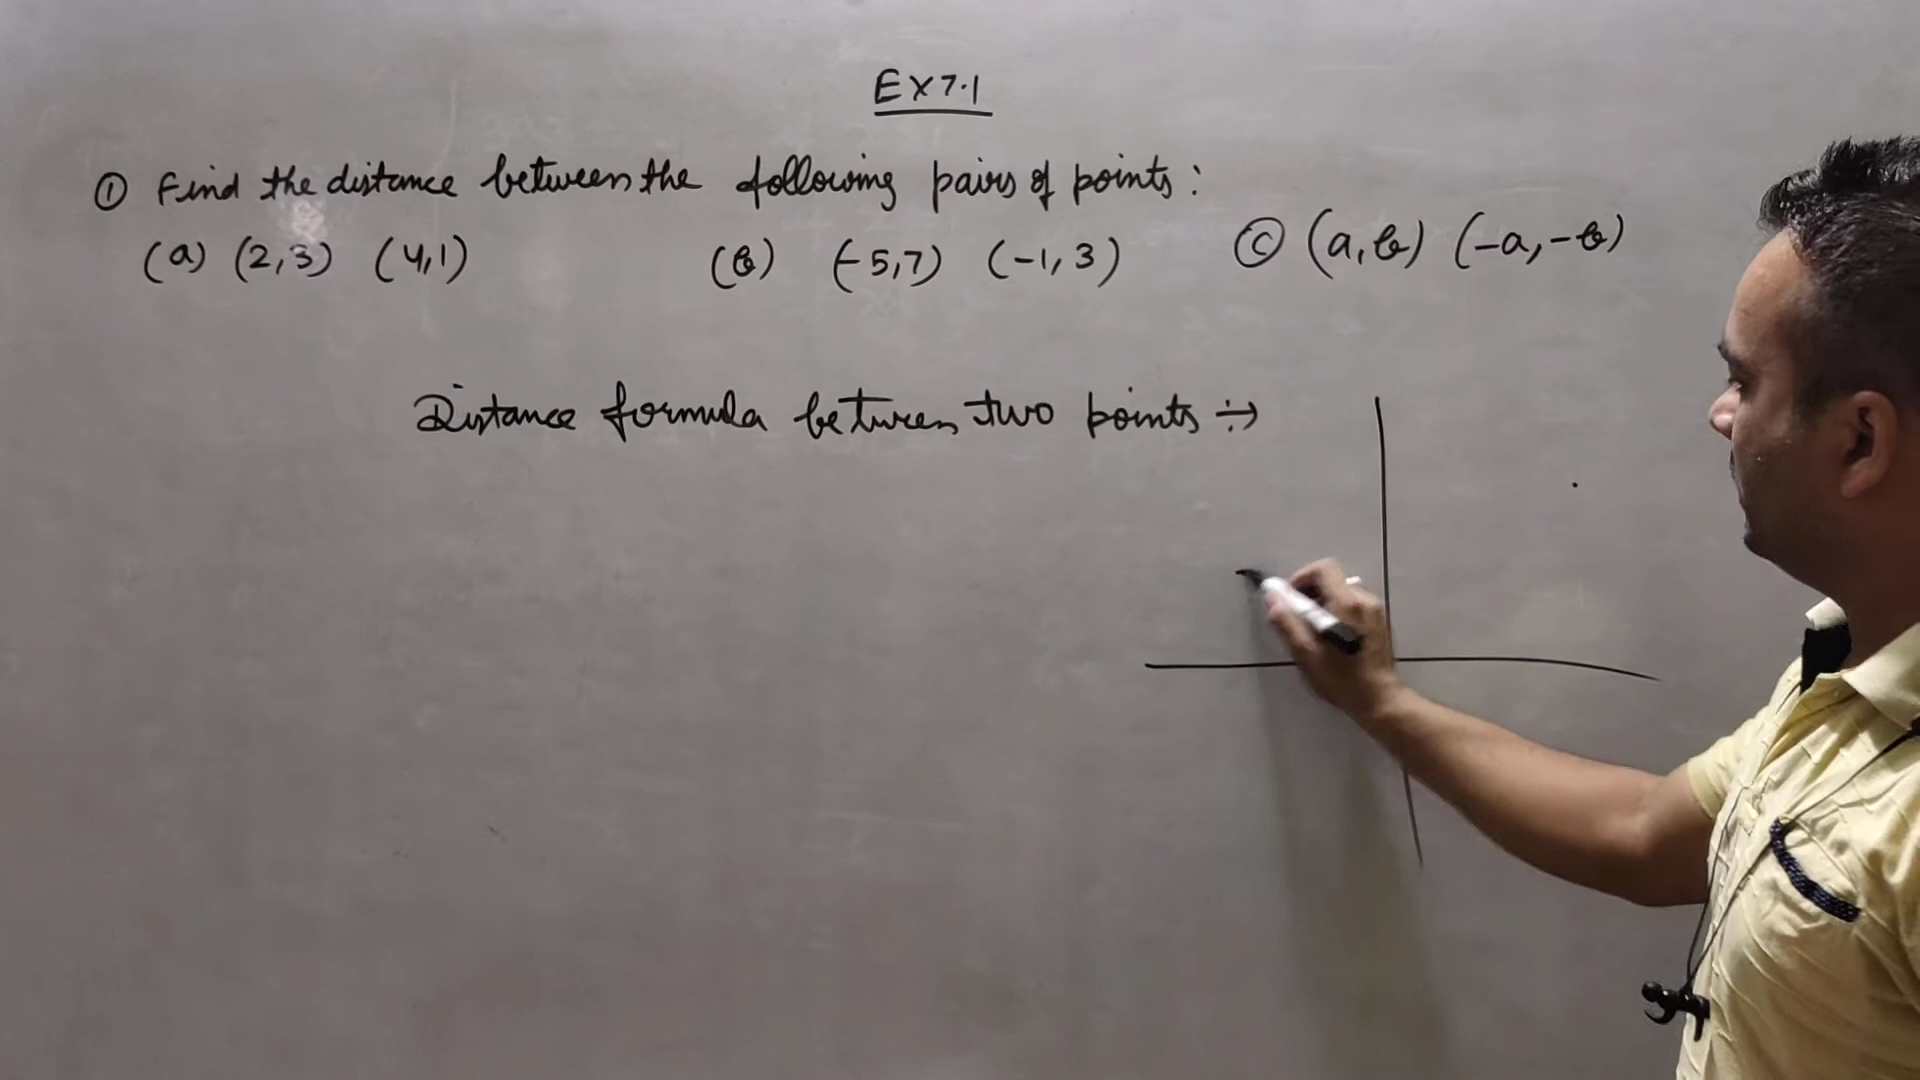 EX 7.1
① Find the distance between the following pairs of points :
(a) (2,3) (4,1) (b) (-5,7) (-1,3) ⓒ (a,b) (-a,-b)
Distance formula between two points ÷→